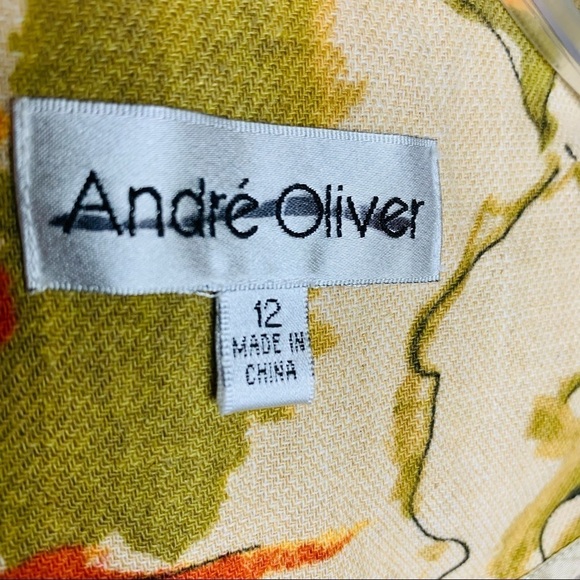 André Oliver
12
MADE IN
CHINA